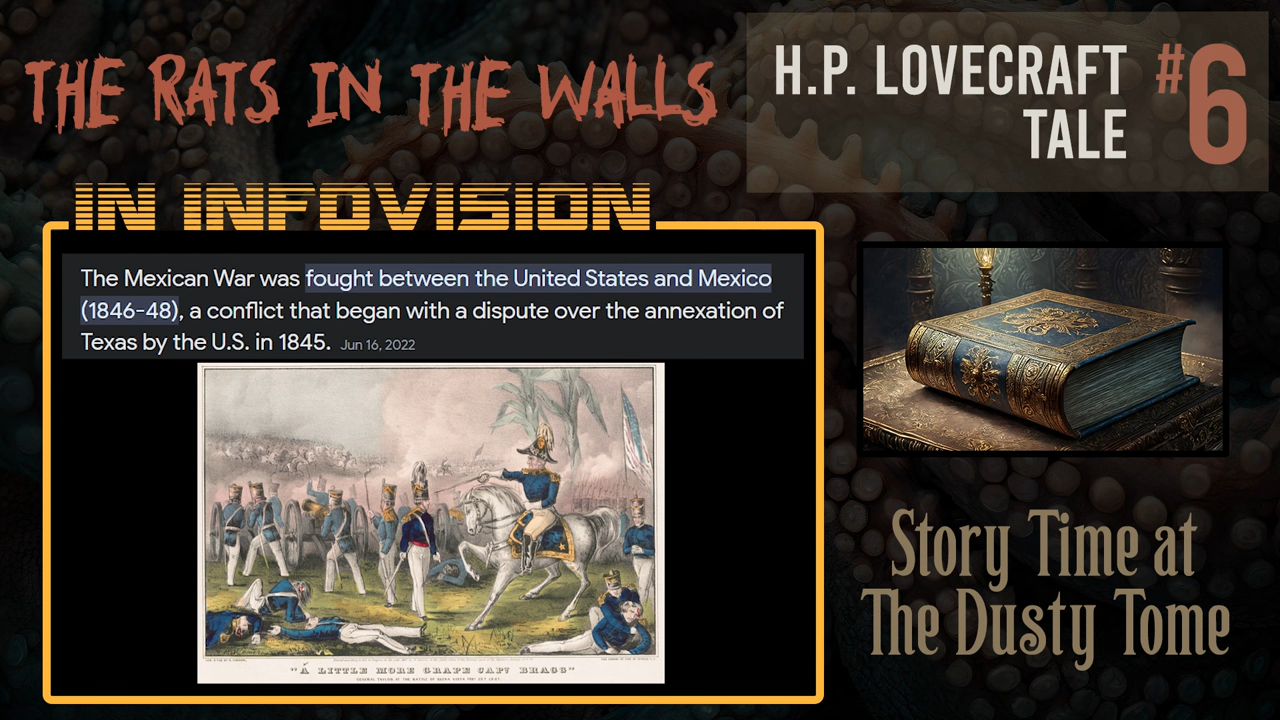 THE RATS IN THE WALLS
H.P. LOVECRAFT
TALE
#6
IN INFOVISION
The Mexican War was fought between the United States and Mexico
(1846-48), a conflict that began with a dispute over the annexation of
Texas by the U.S. in 1845. Jun 16, 2022
"A LITTLE MORE GRAPE CAPT BRAGG"
Story Time at
The Dusty Tome